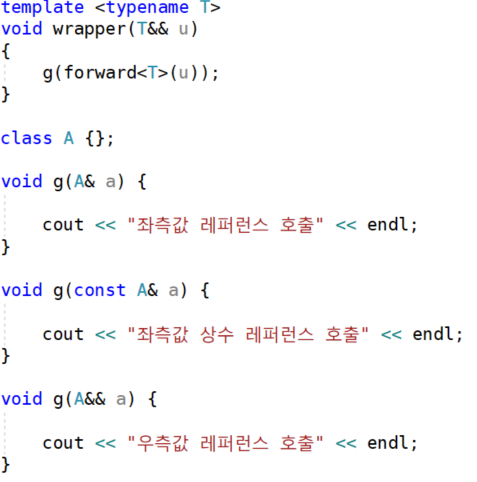 template <typename T>
void wrapper(T&& u)
{
    g(forward<T>(u));
}
class A {};
void g(A& a) {
    cout << "좌측값 레퍼런스 호출" << endl;
}
void g(const A& a) {
    cout << "좌측값 상수 레퍼런스 호출" << endl;
}
void g(A&& a) {
    cout << "우측값 레퍼런스 호출" << endl;
}